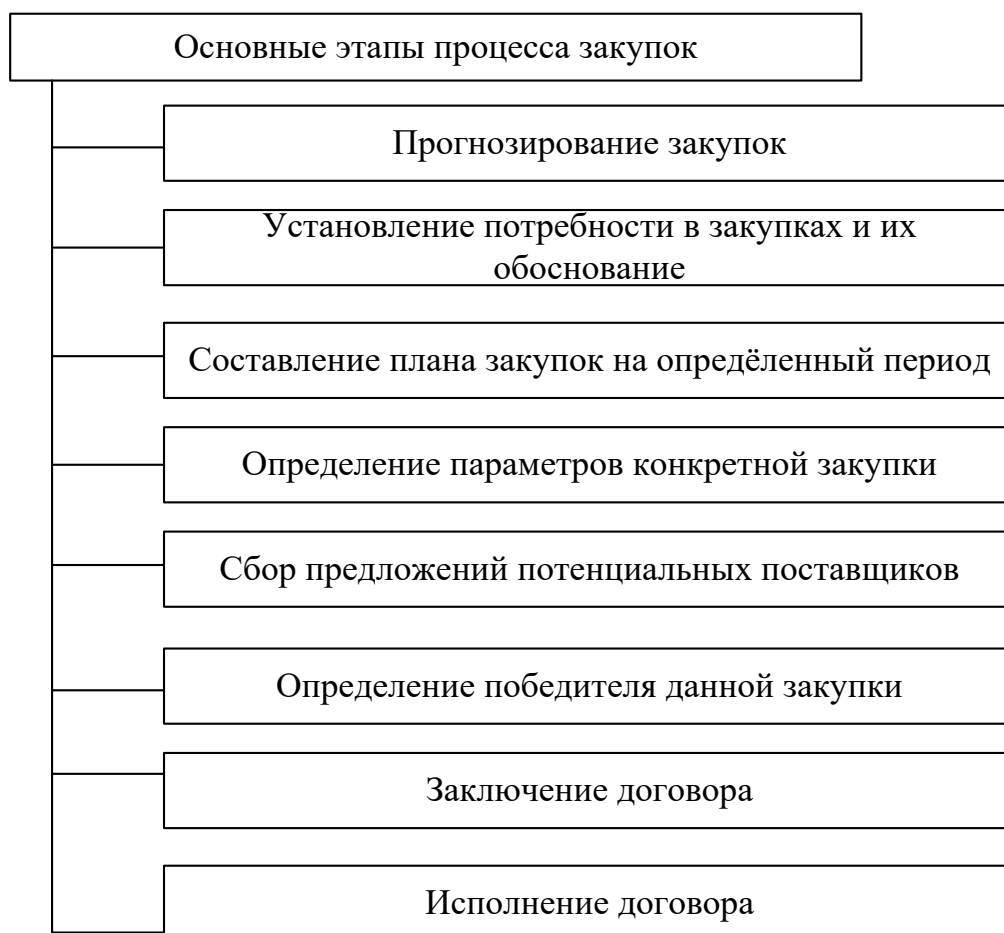 Основные этапы процесса закупок
Прогнозирование закупок
Установление потребности в закупках и их
обоснование
Составление плана закупок на опредёленный период
Определение параметров конкретной закупки
Сбор предложений потенциальных поставщиков
Определение победителя данной закупки
Заключение договора
Исполнение договора